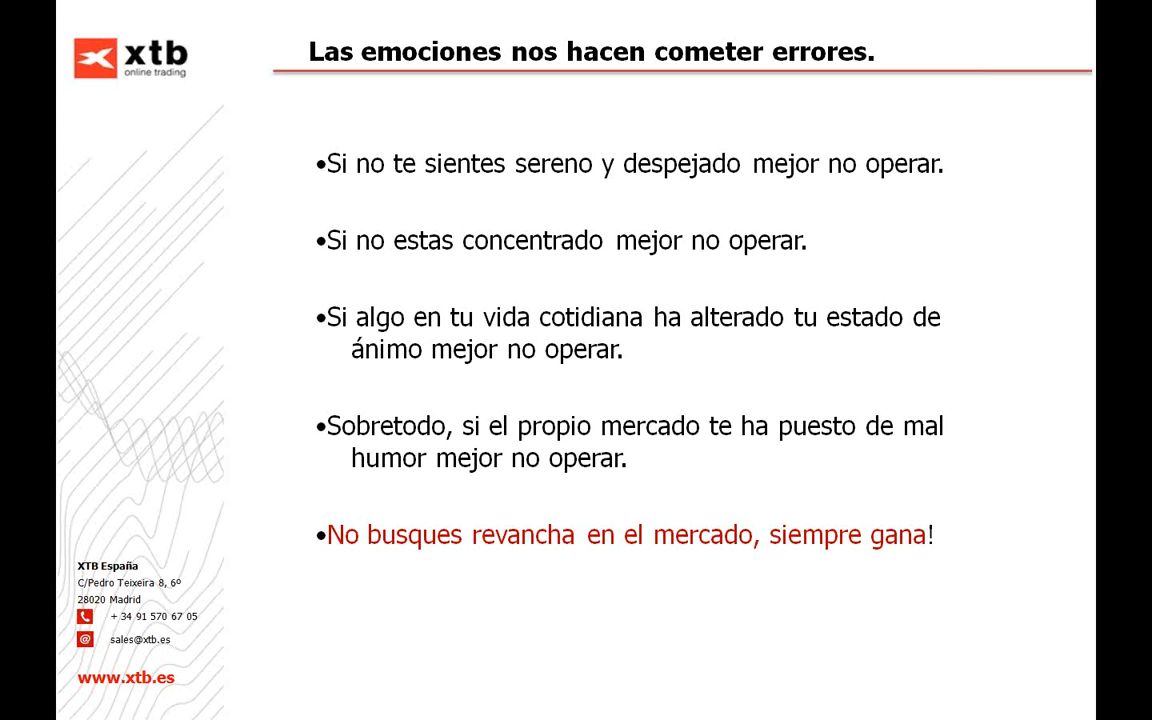 xtb
online trading
Las emociones nos hacen cometer errores.
•Si no te sientes sereno y despejado mejor no operar.
•Si no estas concentrado mejor no operar.
•Si algo en tu vida cotidiana ha alterado tu estado de
ánimo mejor no operar.
•Sobretodo, si el propio mercado te ha puesto de mal
humor mejor no operar.
•No busques revancha en el mercado, siempre gana!
XTB España
C/Pedro Teixeira 8, 6º
28020 Madrid
+ 34 91 570 67 05
@ sales@xtb.es
www.xtb.es